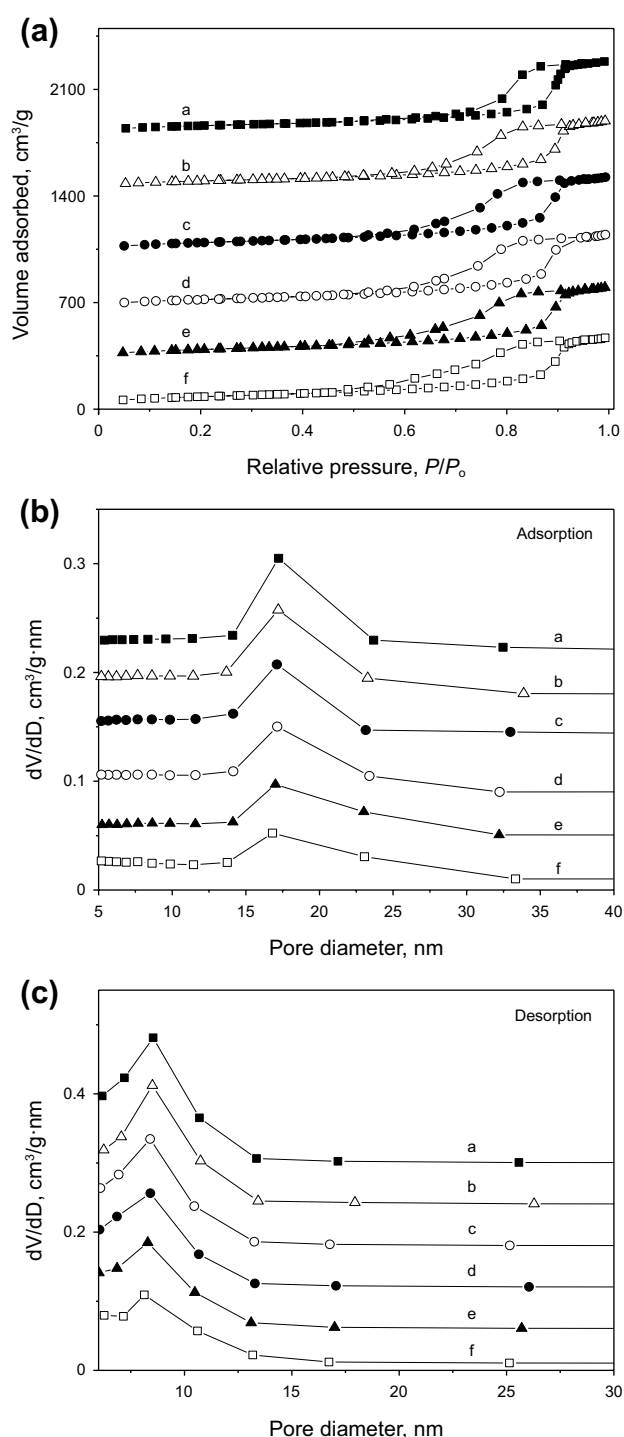 (a)
Volume adsorbed, cm³/g
2100
1400
700
0
a
b
c
d
e
f
0
0.2
0.4
0.6
0.8
1.0
Relative pressure, P/Pₒ
(b)
Adsorption
dV/dD, cm³/g·nm
0.3
0.2
0.1
0
a
b
c
d
e
f
5
10
15
20
25
30
35
40
Pore diameter, nm
(c)
Desorption
dV/dD, cm³/g·nm
0.4
0.2
0
a
b
c
d
e
f
10
15
20
25
30
Pore diameter, nm